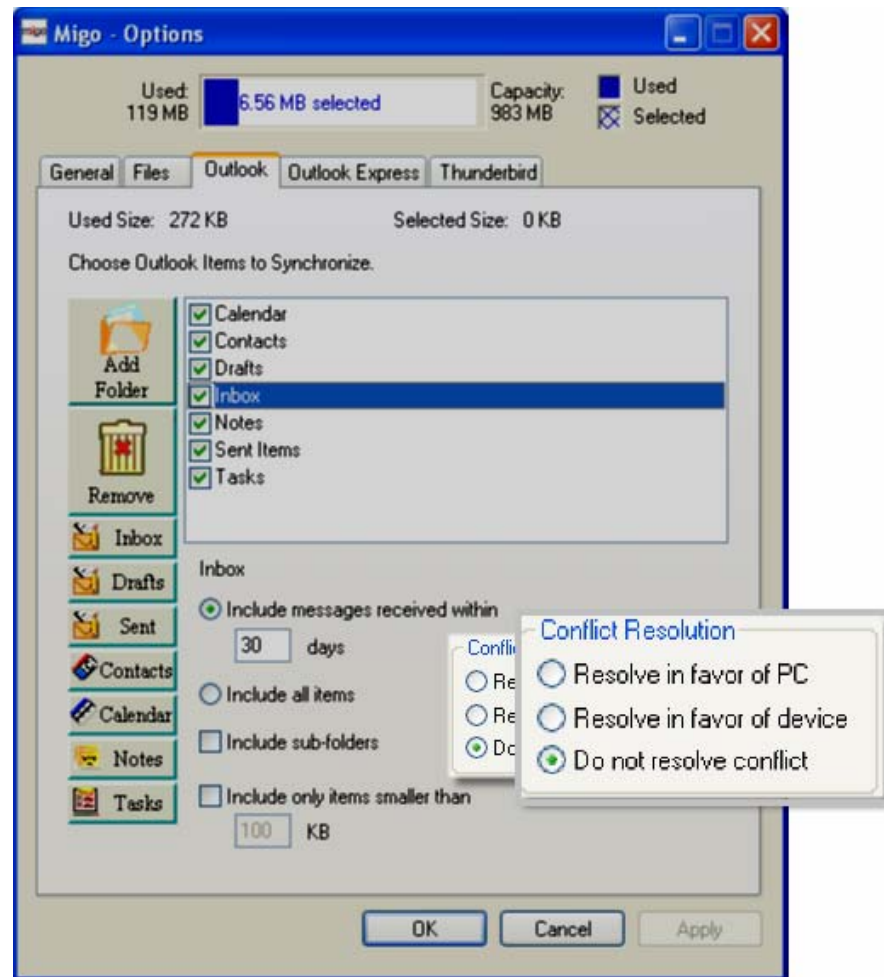 Migo - Options
Used:
119 MB
6.56 MB selected
Capacity:
983 MB
Used
Selected
General Files Outlook Outlook Express Thunderbird
Used Size: 272 KB Selected Size: 0 KB
Choose Outlook Items to Synchronize.
Add
Folder
Remove
Inbox
Drafts
Sent
Contacts
Calendar
Notes
Tasks
Calendar
Contacts
Drafts
Inbox
Notes
Sent Items
Tasks
Inbox
Include messages received within
30 days
Include all items
Include sub-folders
Include only items smaller than
100 KB
Conflic
Re
Re
Do
Conflict Resolution
Resolve in favor of PC
Resolve in favor of device
Do not resolve conflict
OK Cancel Apply